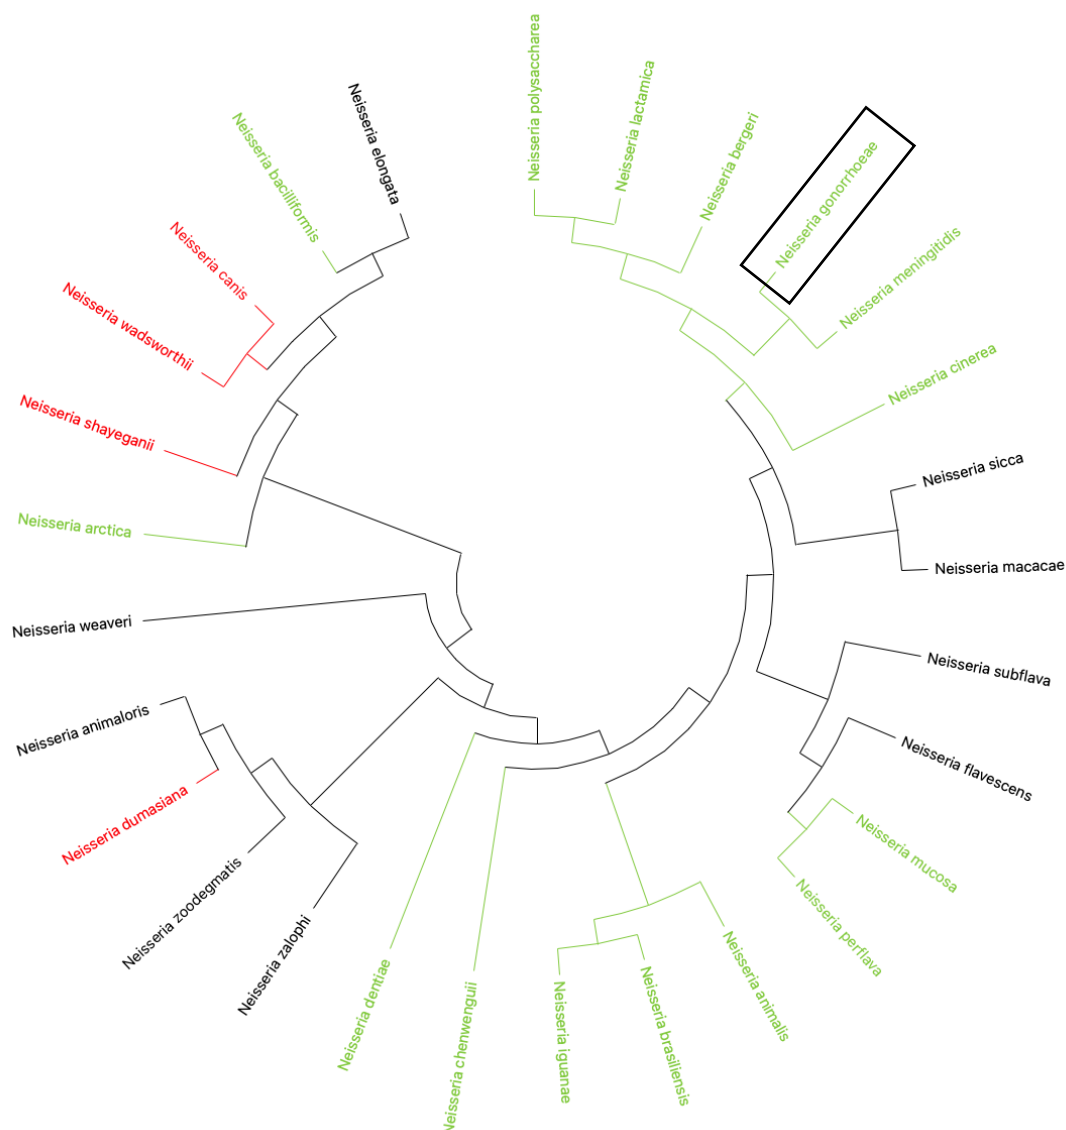 Neisseria polysaccharea
Neisseria lactamica
Neisseria bergeri
Neisseria gonorrhoeae
Neisseria meningitidis
Neisseria cinerea
Neisseria sicca
Neisseria macacae
Neisseria subflava
Neisseria flavescens
Neisseria mucosa
Neisseria perflava
Neisseria animalis
Neisseria brasiliensis
Neisseria iguanae
Neisseria chenwenguii
Neisseria dentiae
Neisseria zalophi
Neisseria zoodegmatis
Neisseria dumasiana
Neisseria animaloris
Neisseria weaveri
Neisseria arctica
Neisseria shayeganii
Neisseria wadsworthii
Neisseria canis
Neisseria bacilliformis
Neisseria elongata